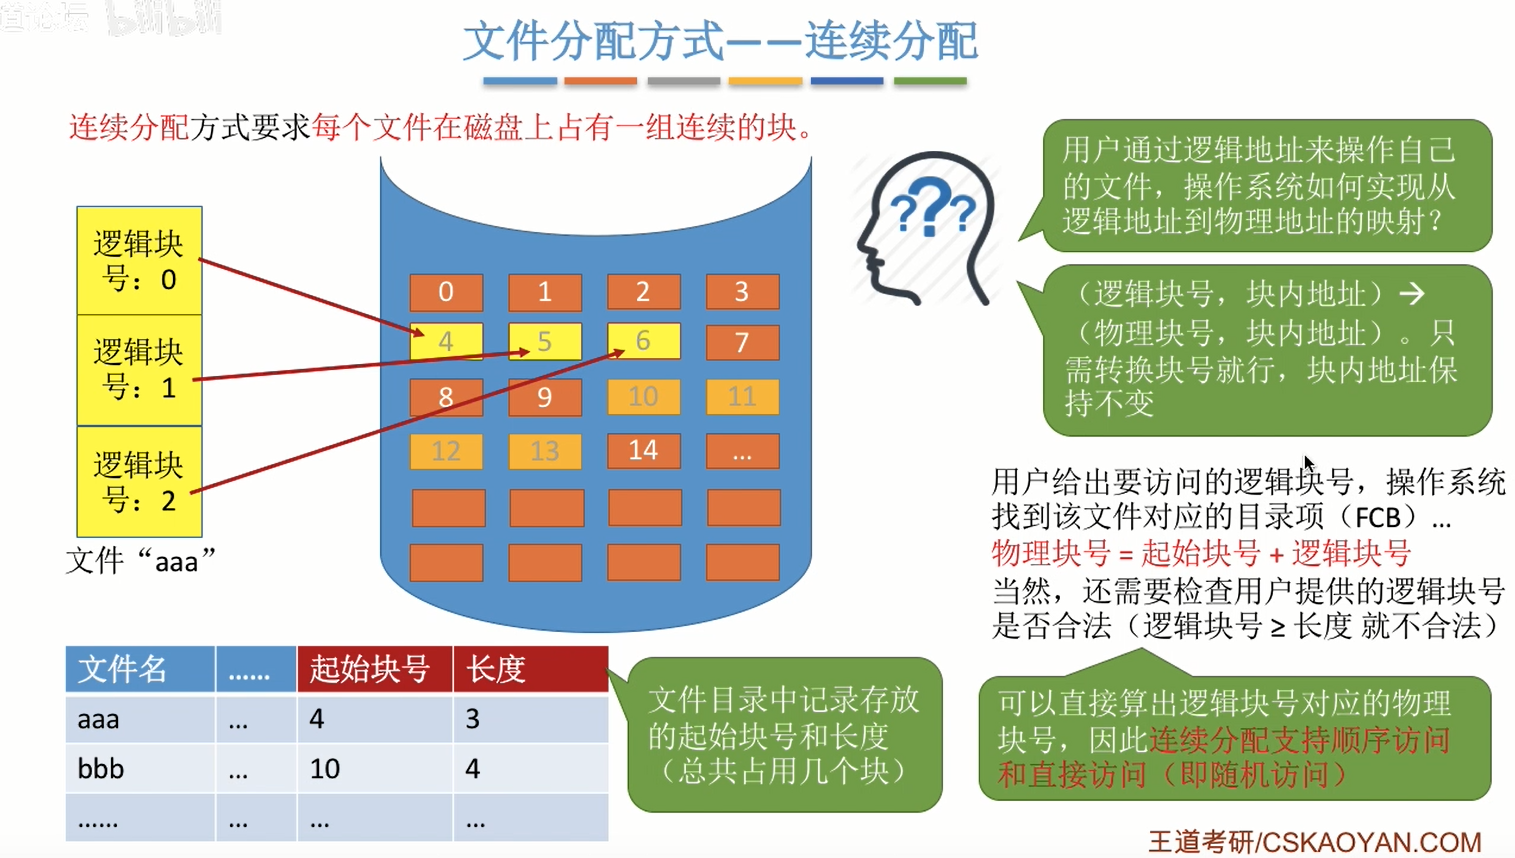 道论坛 bilibili
文件分配方式——连续分配
连续分配方式要求每个文件在磁盘上占有一组连续的块。
逻辑块
号：0
逻辑块
号：1
逻辑块
号：2
文件“aaa”
0 1 2 3
4 5 6 7
8 9 10 11
12 13 14 ...
? ? ?
用户通过逻辑地址来操作自己
的文件，操作系统如何实现从
逻辑地址到物理地址的映射？
（逻辑块号，块内地址）→
（物理块号，块内地址）。只
需转换块号就行，块内地址保
持不变
用户给出要访问的逻辑块号，操作系统
找到该文件对应的目录项（FCB）...
物理块号 = 起始块号 + 逻辑块号
当然，还需要检查用户提供的逻辑块号
是否合法（逻辑块号 ≥ 长度 就不合法）
文件名 …… 起始块号 长度
aaa ... 4 3
bbb ... 10 4
…… ... ... ...
文件目录中记录存放
的起始块号和长度
（总共占用几个块）
可以直接算出逻辑块号对应的物理
块号，因此连续分配支持顺序访问
和直接访问（即随机访问）
王道考研/CSKAOYAN.COM